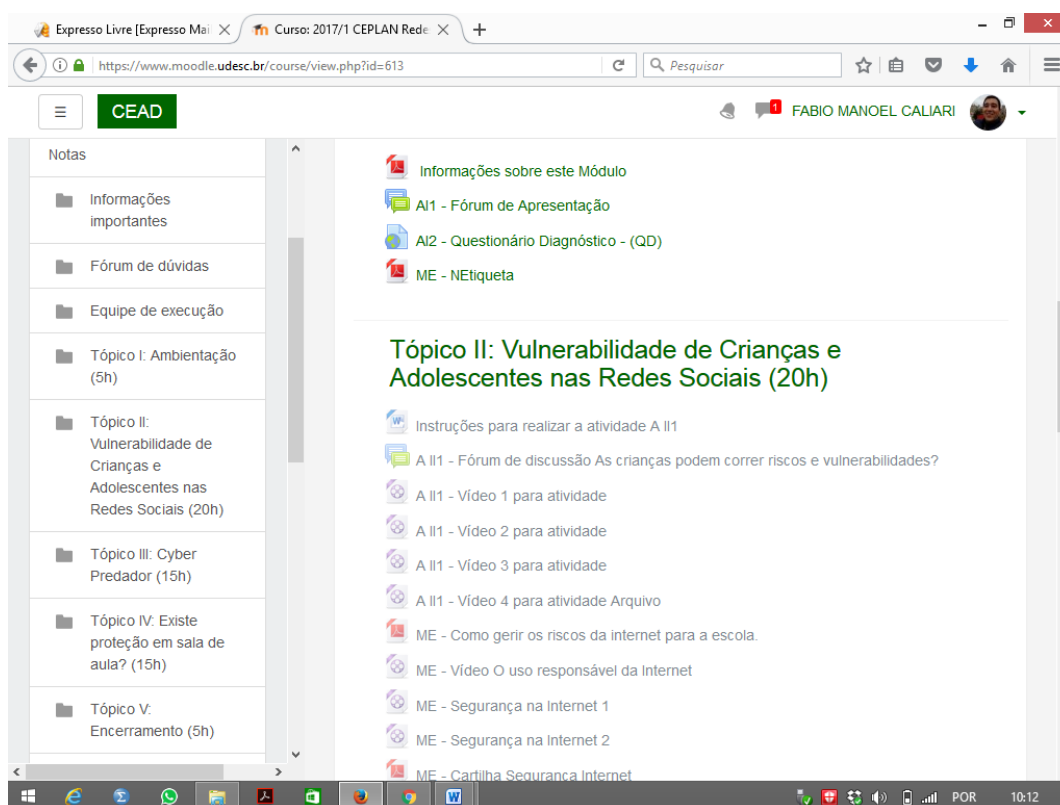 Expresso Livre [Expresso Mai
Curso: 2017/1 CEPLAN Rede
https://www.moodle.udesc.br/course/view.php?id=613
Pesquisar
CEAD
1
FABIO MANOEL CALIARI
Notas
Informações
importantes
Fórum de dúvidas
Equipe de execução
Tópico I: Ambientação
(5h)
Tópico II:
Vulnerabilidade de
Crianças e
Adolescentes nas
Redes Sociais (20h)
Tópico III: Cyber
Predador (15h)
Tópico IV: Existe
proteção em sala de
aula? (15h)
Tópico V:
Encerramento (5h)
Informações sobre este Módulo
AI1 - Fórum de Apresentação
AI2 - Questionário Diagnóstico - (QD)
ME - NEtiqueta
Tópico II: Vulnerabilidade de Crianças e
Adolescentes nas Redes Sociais (20h)
Instruções para realizar a atividade A II1
A II1 - Fórum de discussão As crianças podem correr riscos e vulnerabilidades?
A II1 - Vídeo 1 para atividade
A II1 - Vídeo 2 para atividade
A II1 - Vídeo 3 para atividade
A II1 - Vídeo 4 para atividade Arquivo
ME - Como gerir os riscos da internet para a escola.
ME - Vídeo O uso responsável da Internet
ME - Segurança na Internet 1
ME - Segurança na Internet 2
ME - Cartilha Segurança Internet
POR
10:12